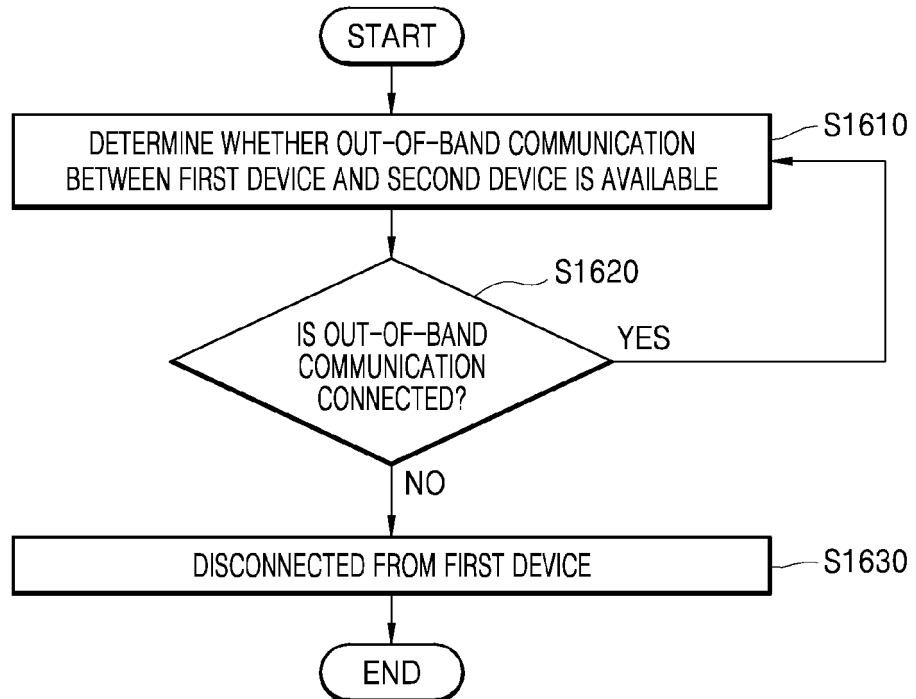 START
DETERMINE WHETHER OUT-OF-BAND COMMUNICATION
BETWEEN FIRST DEVICE AND SECOND DEVICE IS AVAILABLE
S1610
S1620
IS OUT-OF-BAND
COMMUNICATION
CONNECTED?
YES
NO
DISCONNECTED FROM FIRST DEVICE
S1630
END